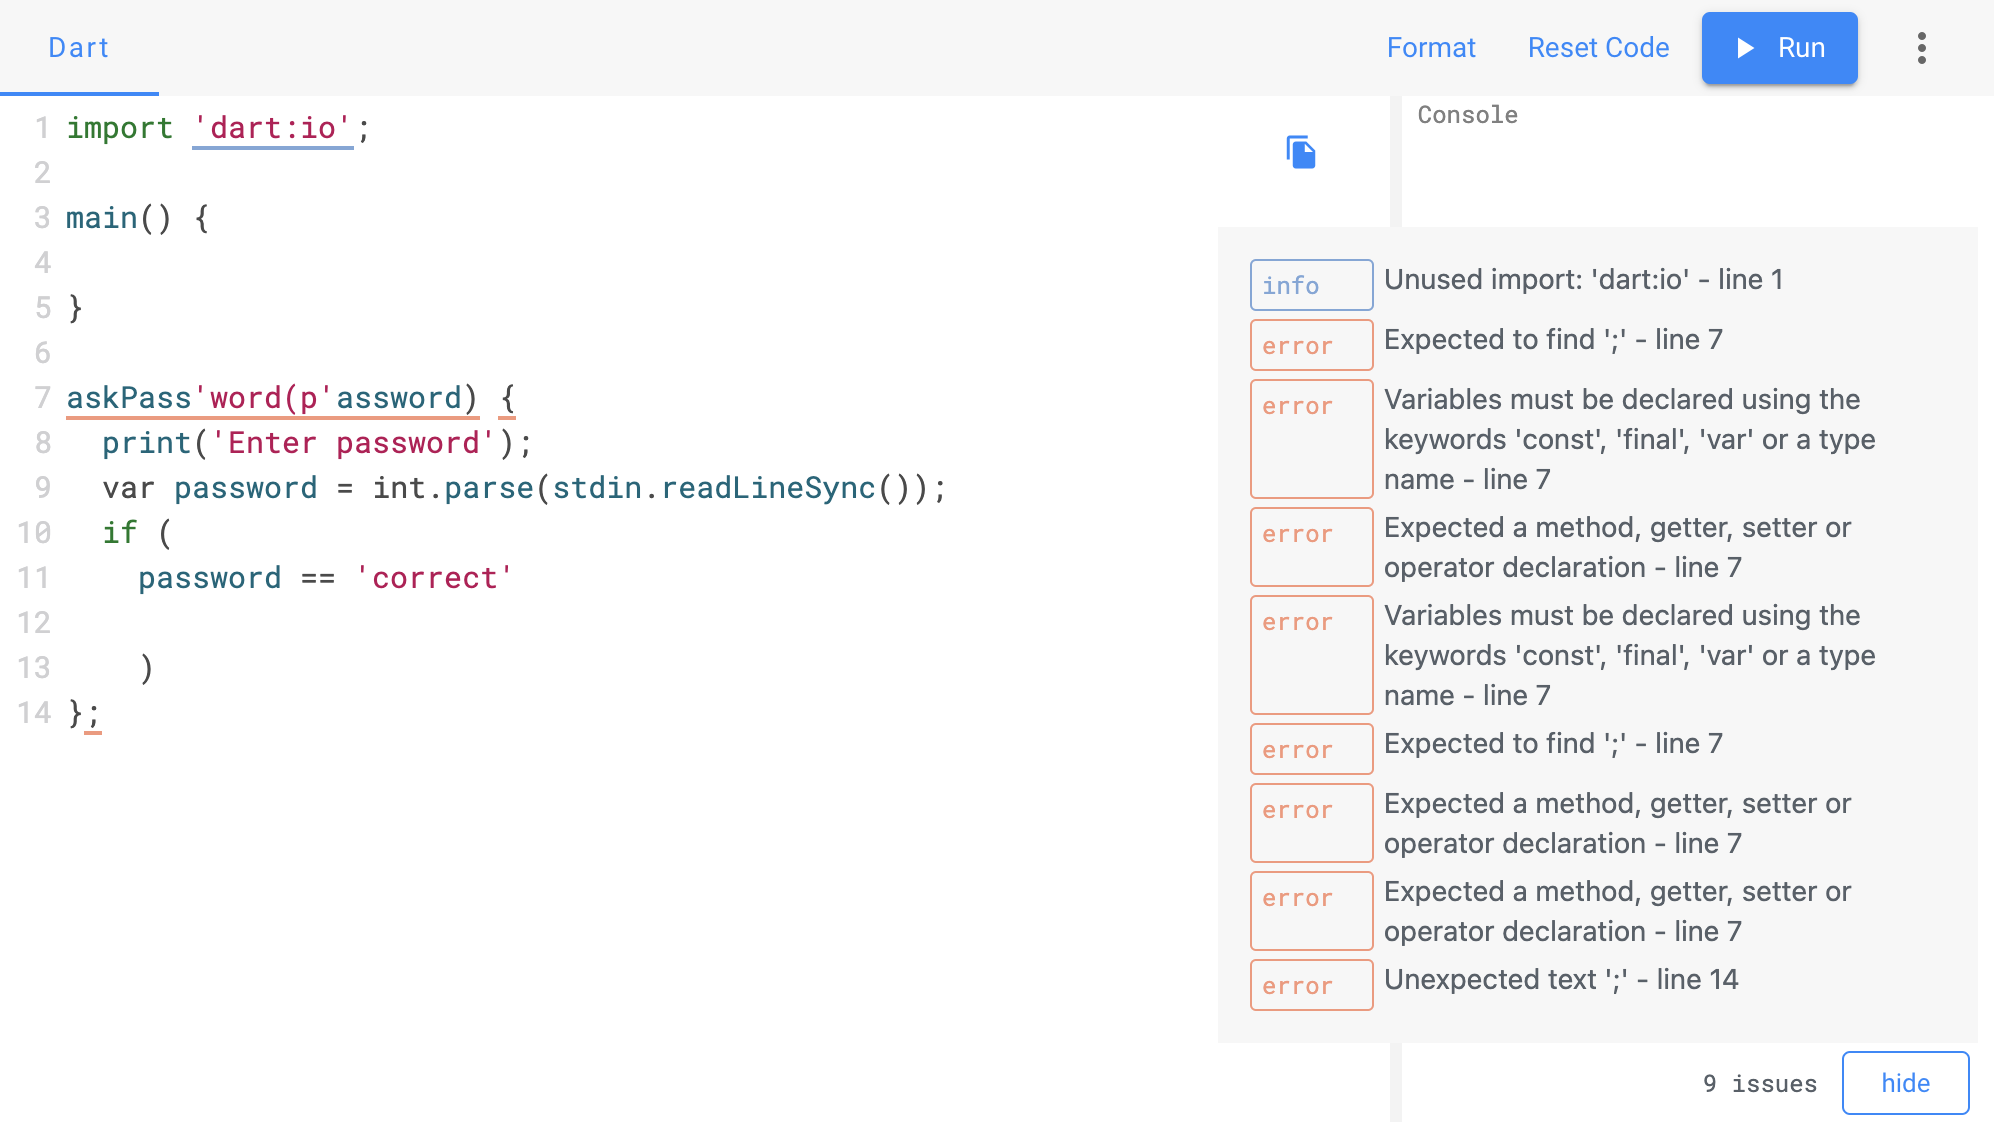 Dart
Format
Reset Code
Run
1 import 'dart:io';
2
3 main() {
4
5 }
6
7 askPass'word(p'assword) {
8 print('Enter password');
9 var password = int.parse(stdin.readLineSync());
10 if (
11 password == 'correct'
12
13 )
14 };
Console
info Unused import: 'dart:io' - line 1
error Expected to find ';' - line 7
error Variables must be declared using the
keywords 'const', 'final', 'var' or a type
name - line 7
error Expected a method, getter, setter or
operator declaration - line 7
error Variables must be declared using the
keywords 'const', 'final', 'var' or a type
name - line 7
error Expected to find ';' - line 7
error Expected a method, getter, setter or
operator declaration - line 7
error Expected a method, getter, setter or
operator declaration - line 7
error Unexpected text ';' - line 14
9 issues
hide